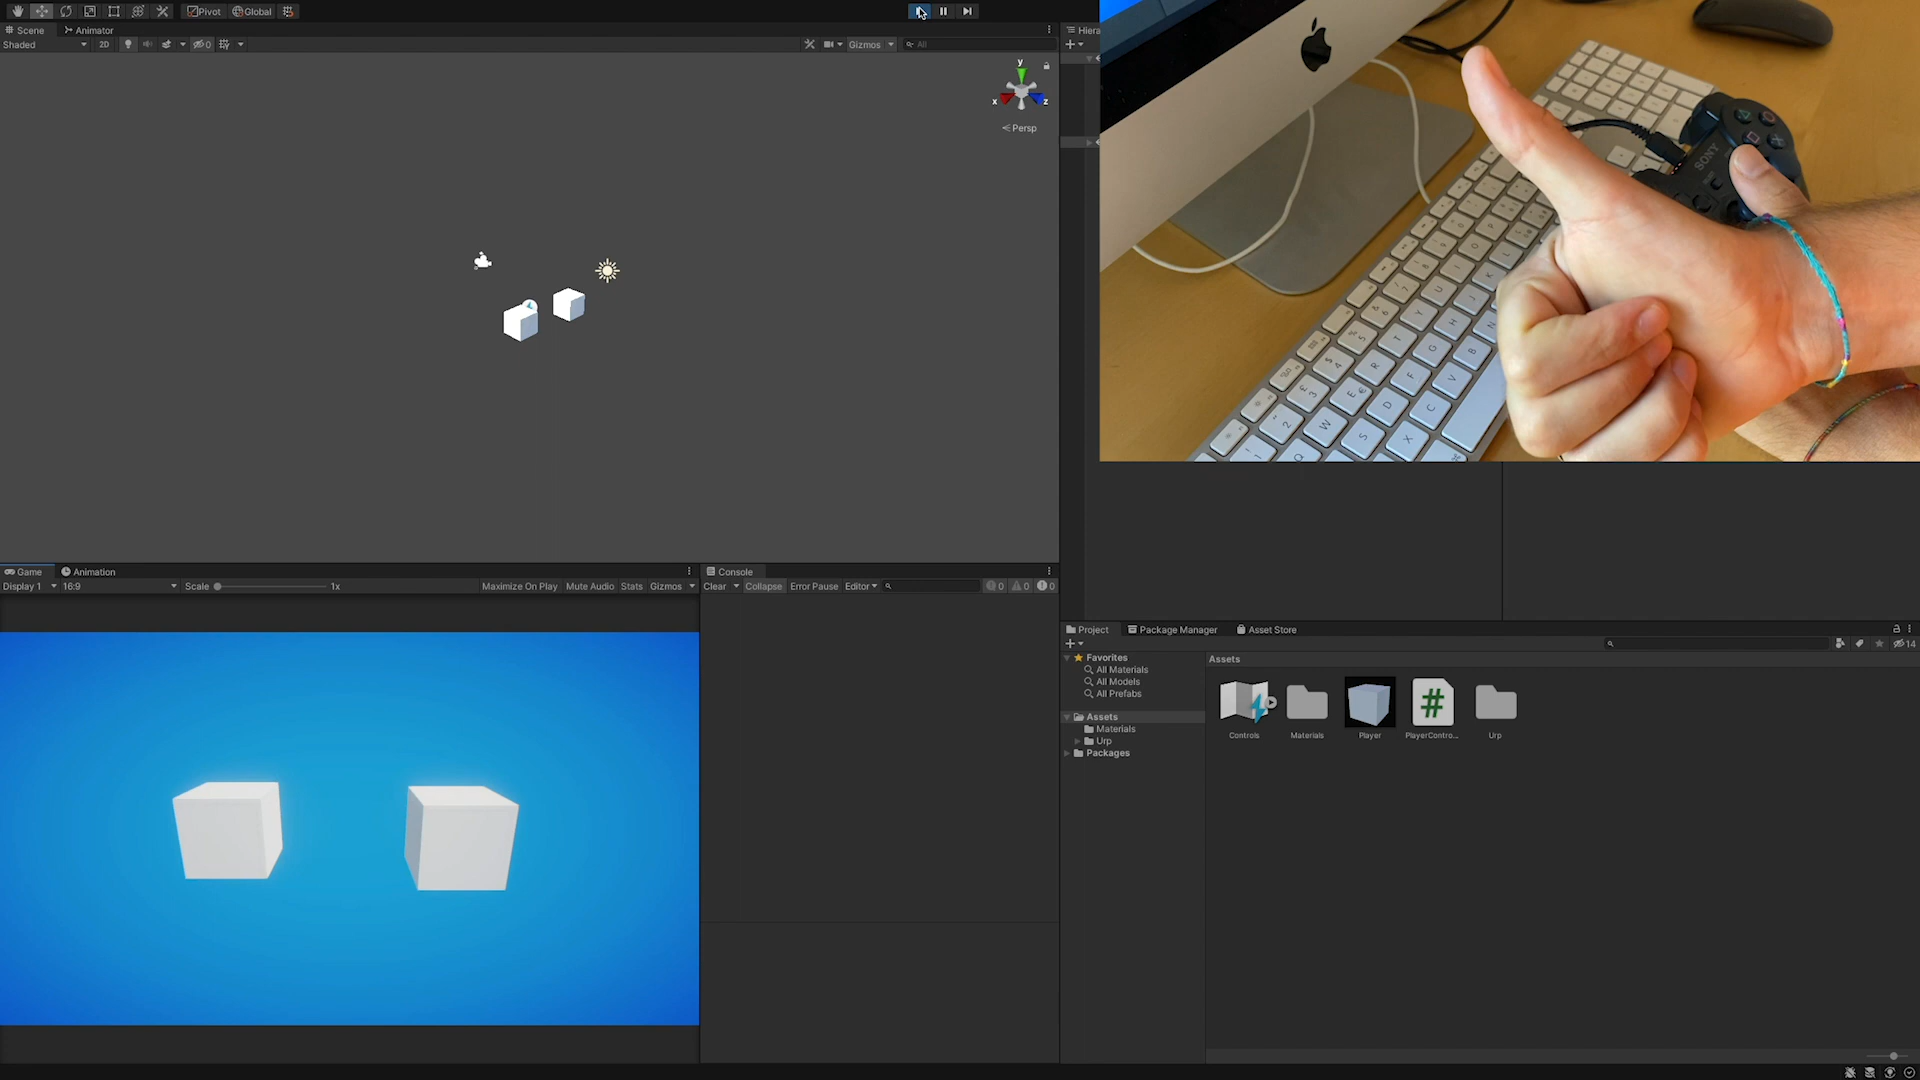 Pivot Global
Scene Animator
Shaded 2D 0 Gizmos All
y
x z
Persp
Hiera
SONY
Game Animation
Display 1 16:9 Scale 1x Maximize On Play Mute Audio Stats Gizmos
Console
Clear Collapse Error Pause Editor 0 0 0
Project Package Manager Asset Store
14
Favorites
All Materials
All Models
All Prefabs
Assets
Materials
Urp
Packages
Assets
Controls Materials Player PlayerContro... Urp